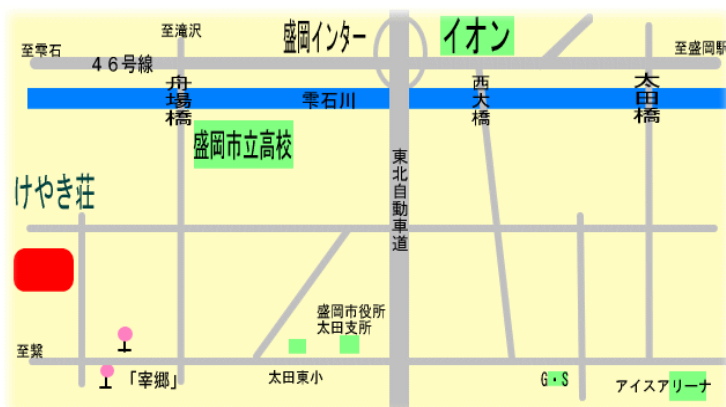 至滝沢
盛岡インター
イオン
至雫石
至盛岡駅
46号線
舟場橋
雫石川
西大橋
太田橋
盛岡市立高校
東北自動車道
けやき荘
盛岡市役所
太田支所
至繋
「宰郷」
太田東小
G・S
アイスアリーナ